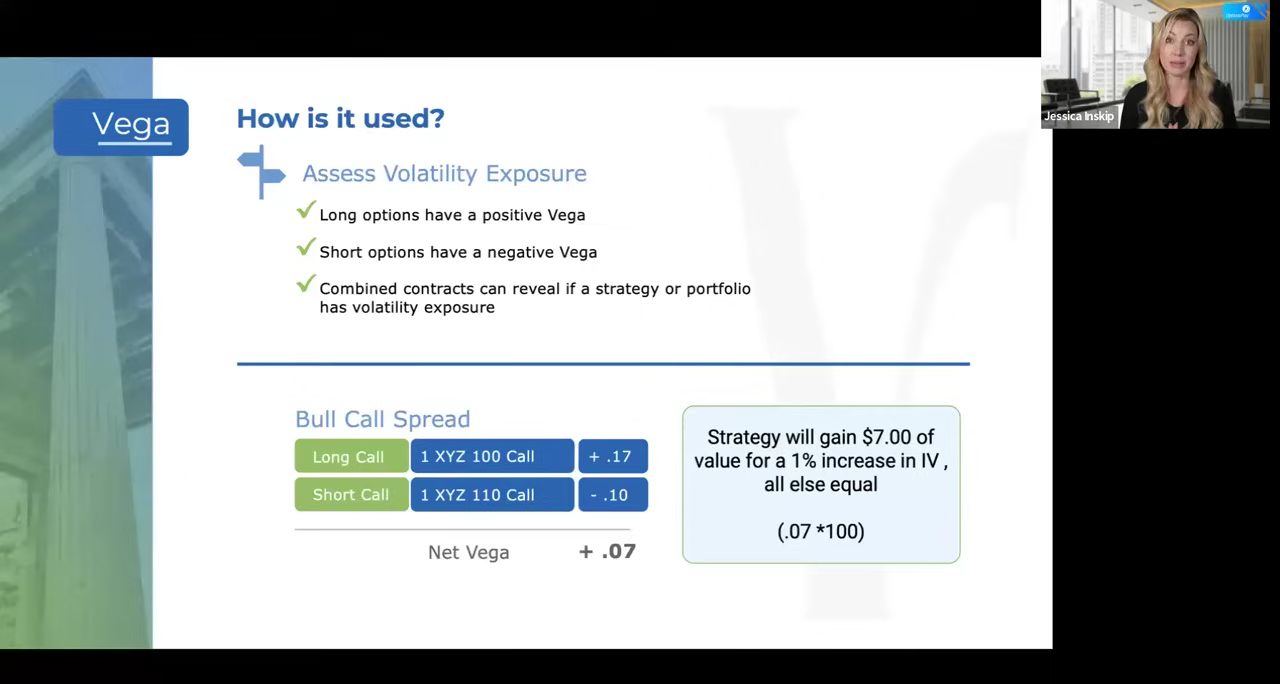 Jessica Inskip
Vega
How is it used?
Assess Volatility Exposure
Long options have a positive Vega
Short options have a negative Vega
Combined contracts can reveal if a strategy or portfolio
has volatility exposure
Bull Call Spread
Long Call 1 XYZ 100 Call + .17
Short Call 1 XYZ 110 Call - .10
Net Vega + .07
Strategy will gain $7.00 of
value for a 1% increase in IV ,
all else equal
(.07 *100)